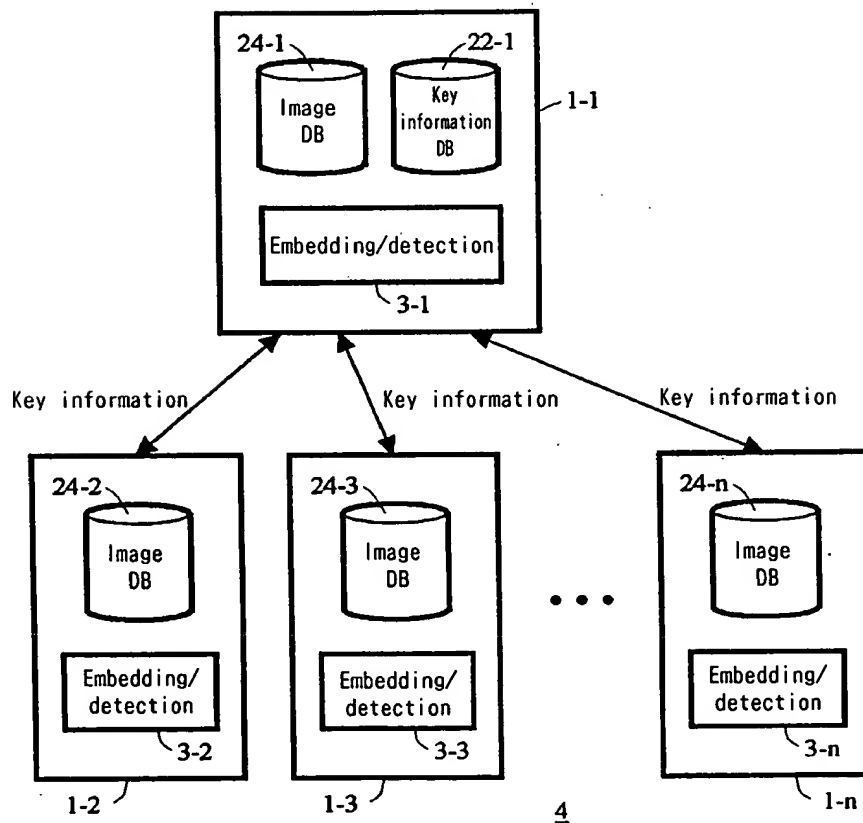 24-1
22-1
Image
DB
Key
information
DB
1-1
Embedding/detection
3-1
Key information
Key information
Key information
24-2
Image
DB
Embedding/
detection
3-2
1-2
24-3
Image
DB
Embedding/
detection
3-3
1-3
24-n
Image
DB
Embedding/
detection
3-n
1-n
4